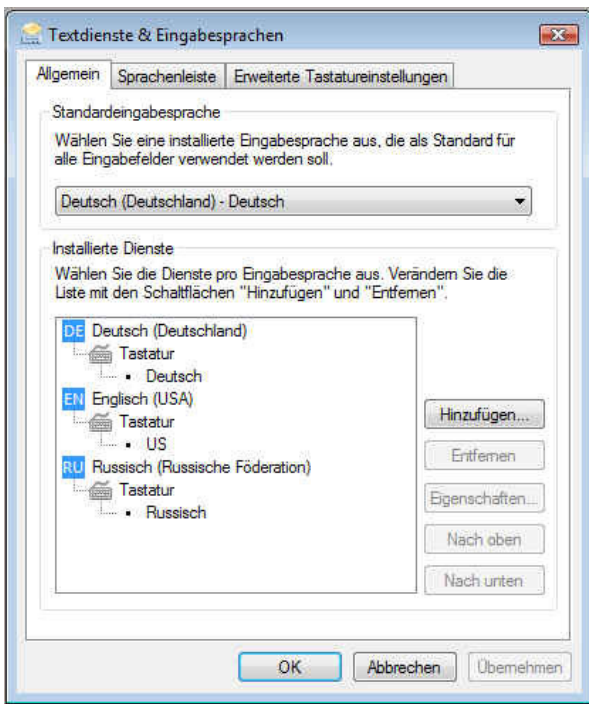 Textdienste & Eingabesprachen
Allgemein
Sprachenleiste
Erweiterte Tastatureinstellungen
Standardeingabesprache
Wählen Sie eine installierte Eingabesprache aus, die als Standard für
alle Eingabefelder verwendet werden soll.
Deutsch (Deutschland) - Deutsch
Installierte Dienste
Wählen Sie die Dienste pro Eingabesprache aus. Verändern Sie die
Liste mit den Schaltflächen "Hinzufügen" und "Entfernen".
DE Deutsch (Deutschland)
Tastatur
Deutsch
EN Englisch (USA)
Tastatur
US
RU Russisch (Russische Föderation)
Tastatur
Russisch
Hinzufügen...
Entfernen
Eigenschaften...
Nach oben
Nach unten
OK
Abbrechen
Übernehmen